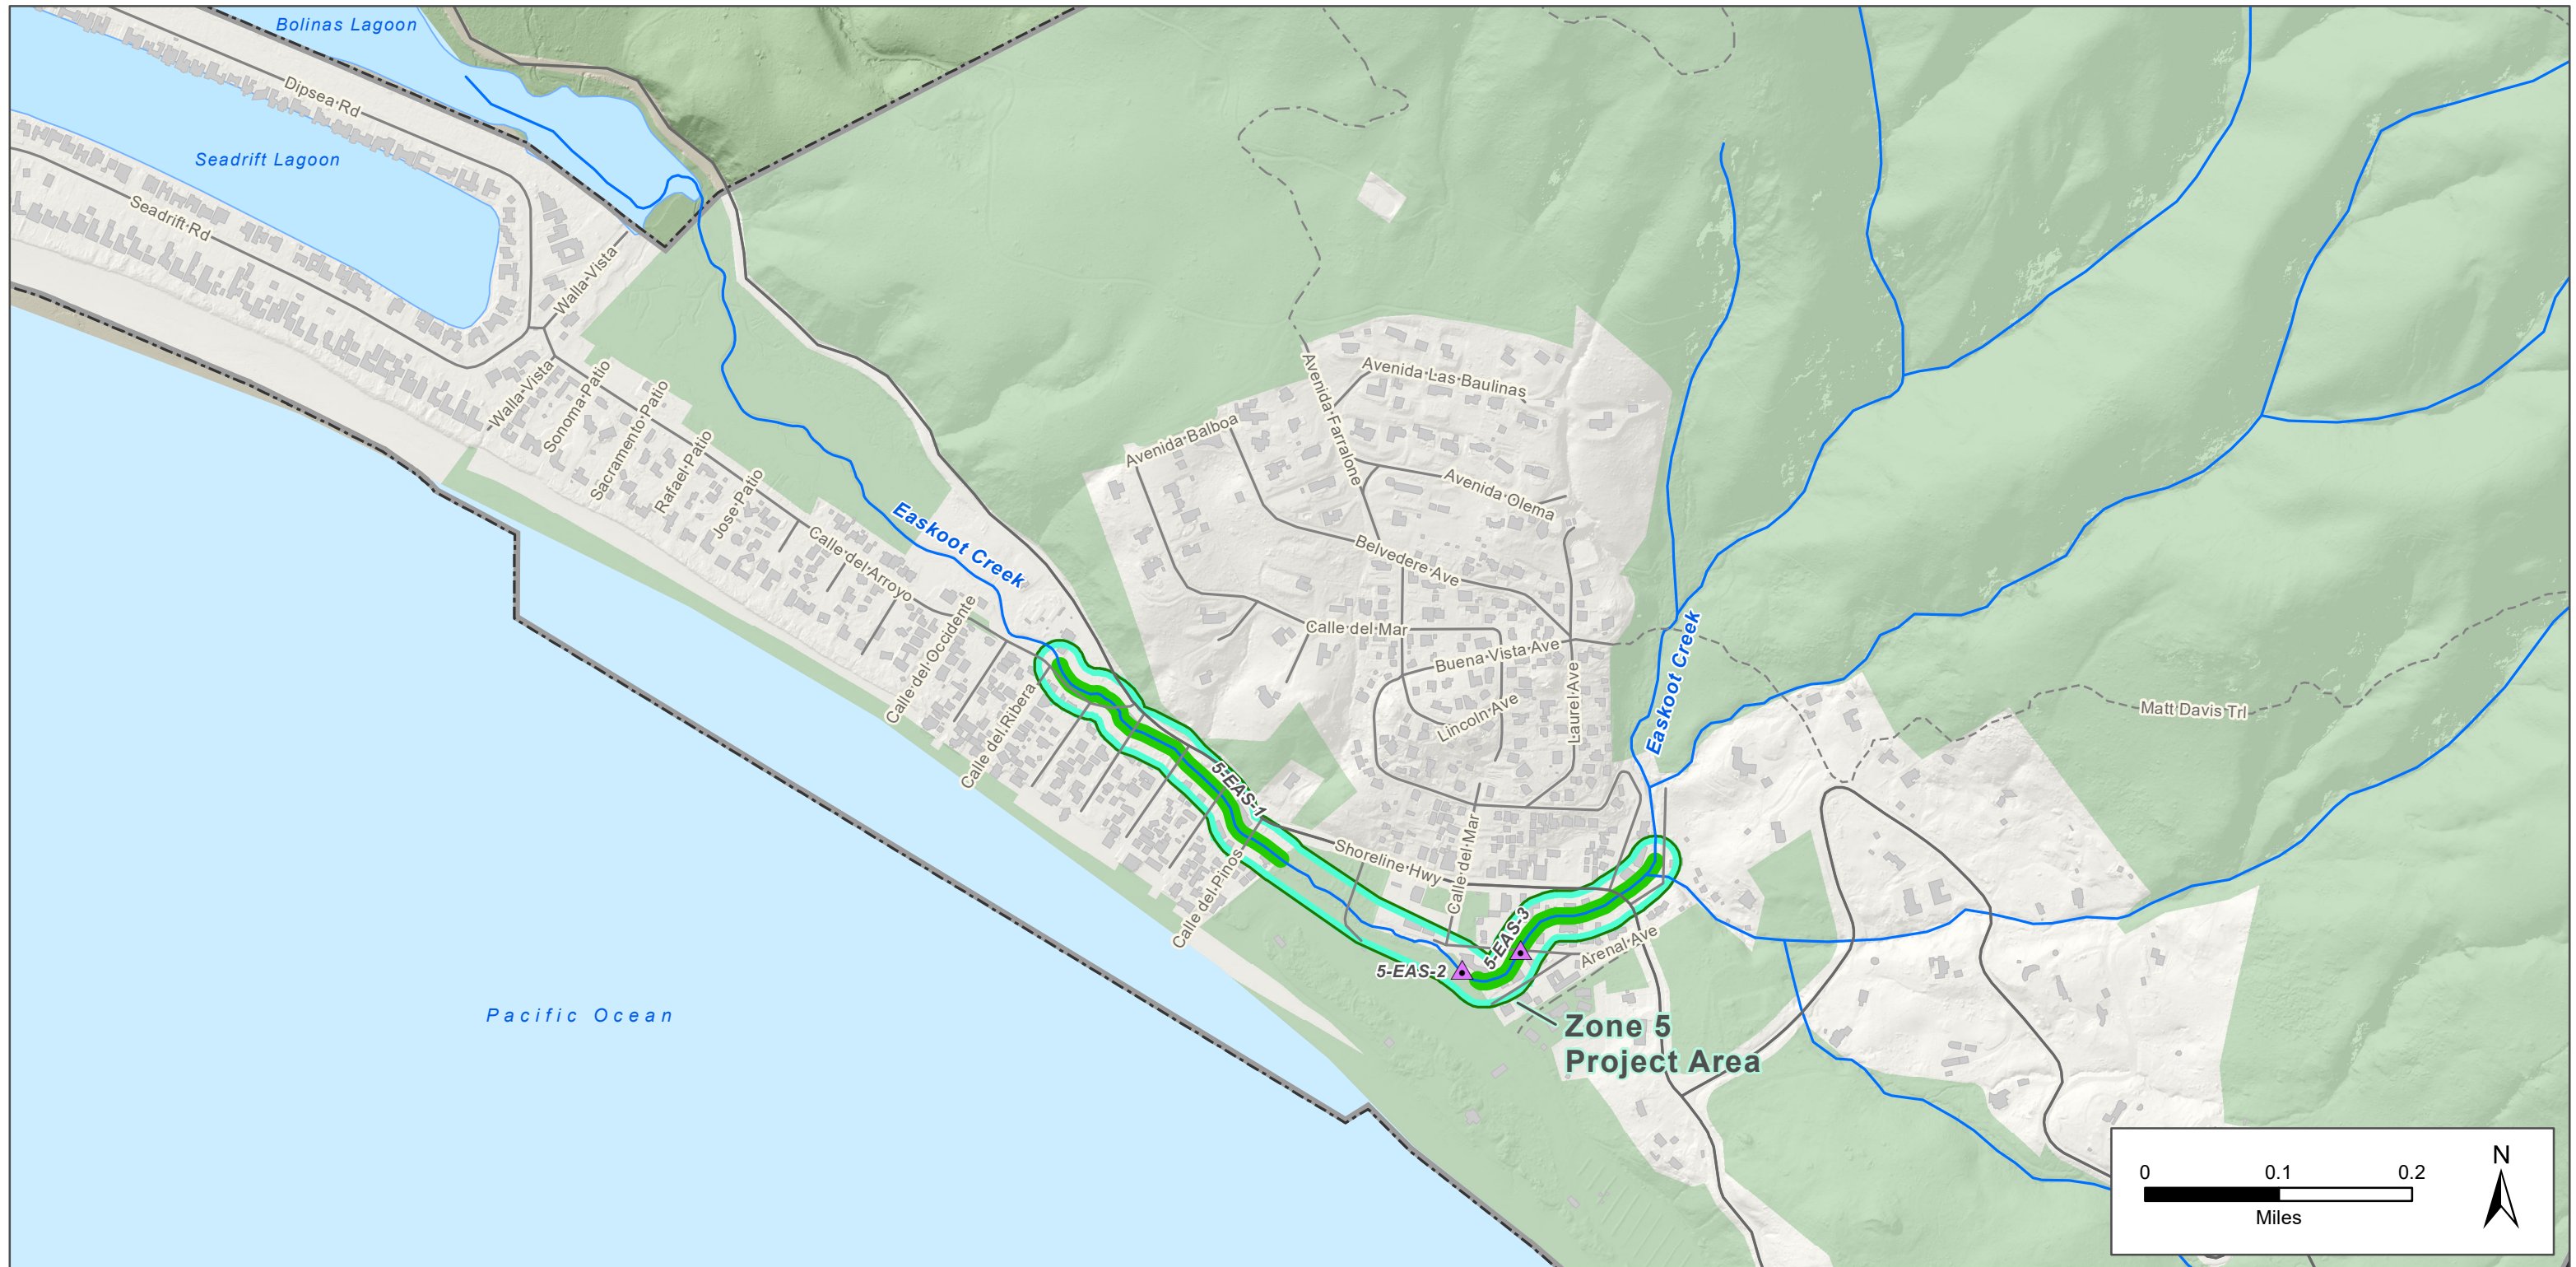 Bolinas Lagoon
Dipsea Rd
Seadrift Lagoon
Seadrift Rd
Walla Vista
Walla Vista
Sonoma Patio
Sacramento Patio
Rafael Patio
Jose Patio
Calle del Arroyo
Easkoot Creek
Calle del Occidente
Calle del Ribera
Calle del Pinos
Avenida Las Baulinas
Avenida Farralone
Avenida Balboa
Avenida Olema
Belvedere Ave
Calle del Mar
Buena Vista Ave
Lincoln Ave
Laurel Ave
Easkoot Creek
Matt Davis Trl
5-EAS-1
Shoreline Hwy
Calle del Mar
5-EAS-3
5-EAS-2
Arenal Ave
Zone 5
Project Area
Pacific Ocean
0 0.1 0.2
Miles
N